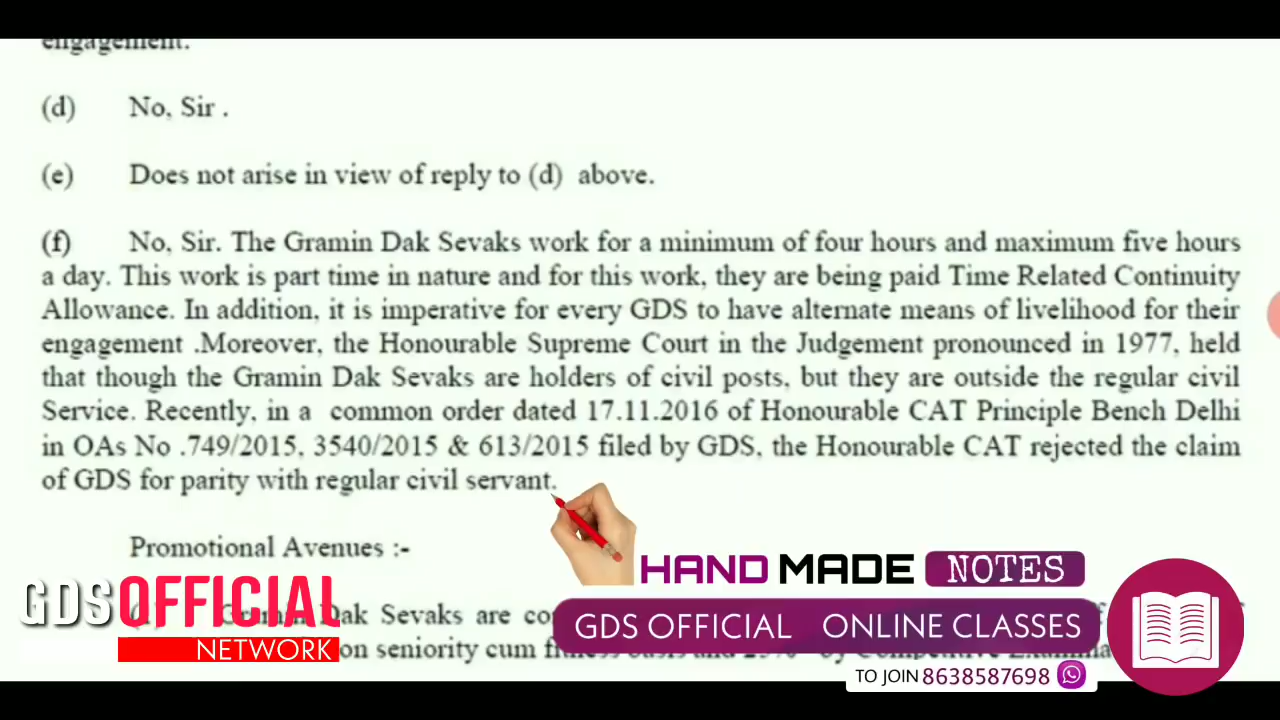 engagement.
(d) No, Sir .
(e) Does not arise in view of reply to (d) above.
(f) No, Sir. The Gramin Dak Sevaks work for a minimum of four hours and maximum five hours
a day. This work is part time in nature and for this work, they are being paid Time Related Continuity
Allowance. In addition, it is imperative for every GDS to have alternate means of livelihood for their
engagement .Moreover, the Honourable Supreme Court in the Judgement pronounced in 1977, held
that though the Gramin Dak Sevaks are holders of civil posts, but they are outside the regular civil
Service. Recently, in a common order dated 17.11.2016 of Honourable CAT Principle Bench Delhi
in OAs No .749/2015, 3540/2015 & 613/2015 filed by GDS, the Honourable CAT rejected the claim
of GDS for parity with regular civil servant.
Promotional Avenues :-
Gramin Dak Sevaks are
on seniority cum fitness basis and 25% by Competitive
GDS OFFICIAL
NETWORK
HAND MADE NOTES
GDS OFFICIAL ONLINE CLASSES
TO JOIN 8638587698